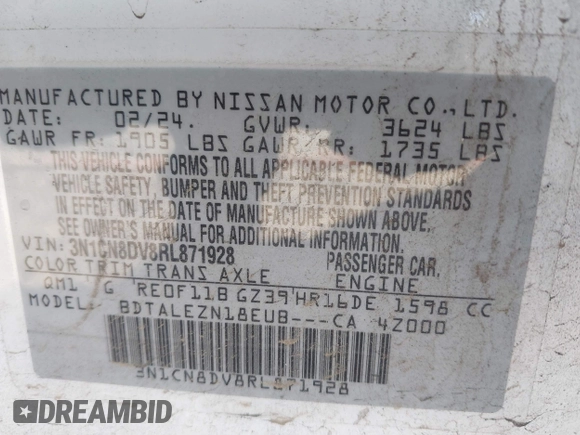 MANUFACTURED BY NISSAN MOTOR CO.,LTD.
DATE: 02/24. GVWR: 3624 LBS
GAWR FR: 1905 LBS GAWR RR: 1735 LBS
THIS VEHICLE CONFORMS TO ALL APPLICABLE FEDERAL MOTOR
VEHICLE SAFETY, BUMPER AND THEFT PREVENTION STANDARDS
IN EFFECT ON THE DATE OF MANUFACTURE SHOWN ABOVE.
SEE OWNER'S MANUAL FOR ADDITIONAL INFORMATION.
VIN: 3N1CN8DV8RL871928 PASSENGER CAR,
COLOR TRIM TRANS AXLE ENGINE
QM1 G RE0F11B GZ39 HR16DE 1598 CC
MODEL: BDTALEZN18EUB---CA 4Z000
3N1CN8DV8RL871928
DREAMBID